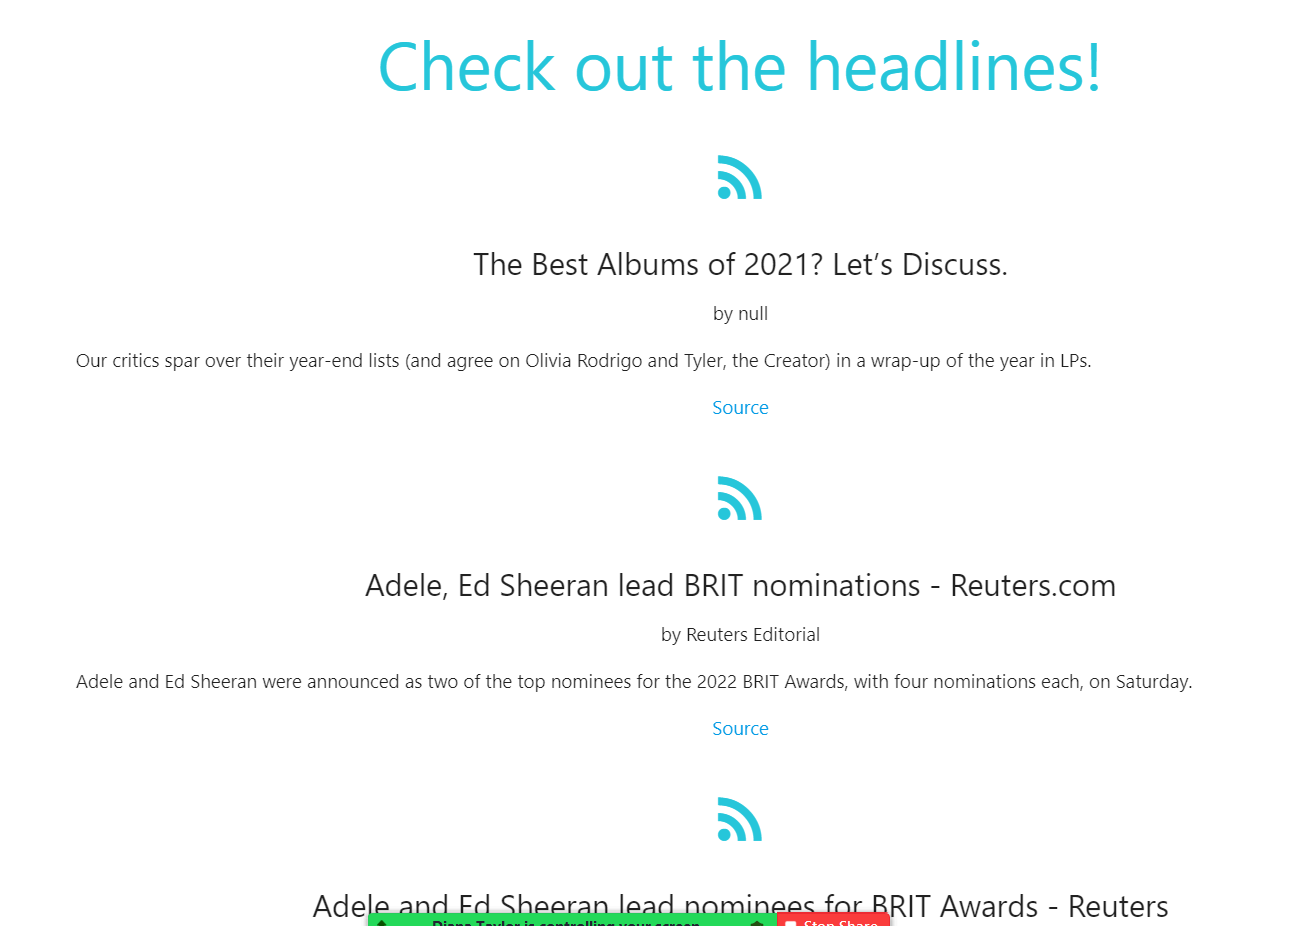 Check out the headlines!
The Best Albums of 2021? Let’s Discuss.
by null
Our critics spar over their year-end lists (and agree on Olivia Rodrigo and Tyler, the Creator) in a wrap-up of the year in LPs.
Source
Adele, Ed Sheeran lead BRIT nominations - Reuters.com
by Reuters Editorial
Adele and Ed Sheeran were announced as two of the top nominees for the 2022 BRIT Awards, with four nominations each, on Saturday.
Source
Adele and Ed Sheeran lead nominees for BRIT Awards - Reuters
Diana Taylor is controlling your screen
Stop Share